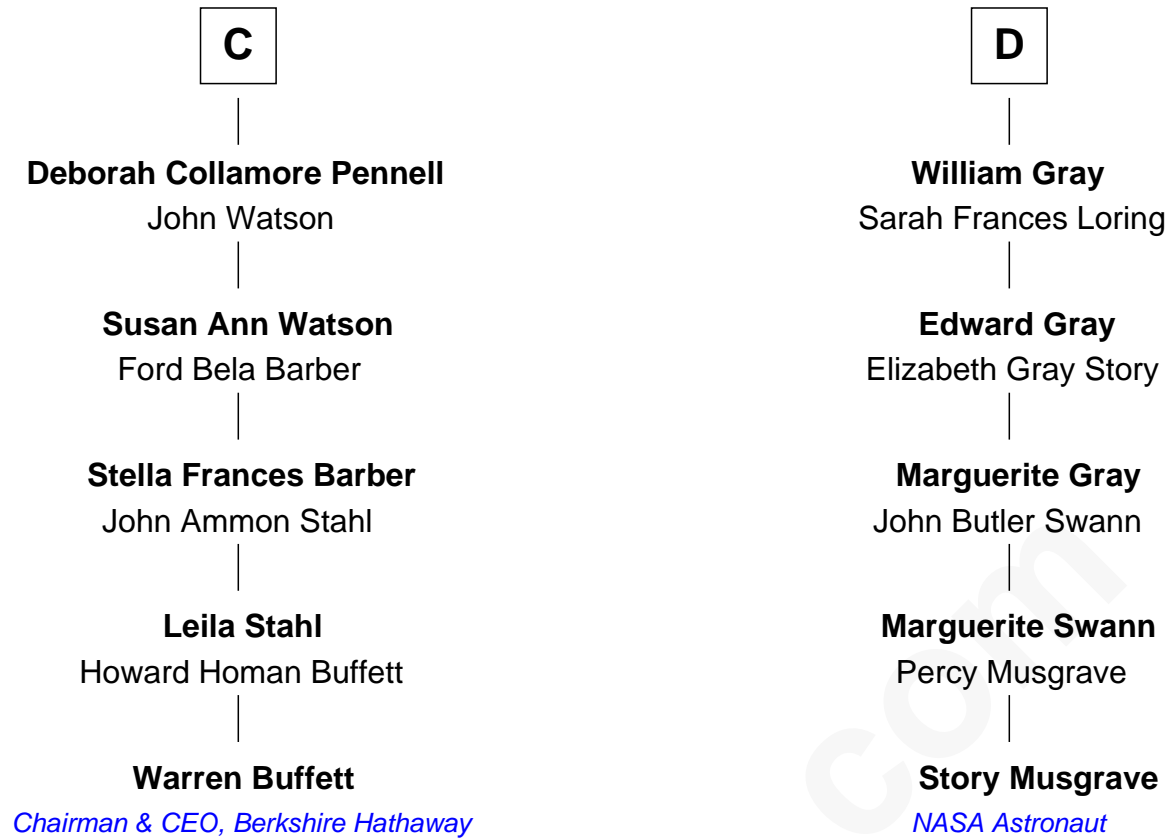 C
Deborah Collamore Pennell
John Watson
Susan Ann Watson
Ford Bela Barber
Stella Frances Barber
John Ammon Stahl
Leila Stahl
Howard Homan Buffett
Warren Buffett
Chairman & CEO, Berkshire Hathaway
D
William Gray
Sarah Frances Loring
Edward Gray
Elizabeth Gray Story
Marguerite Gray
John Butler Swann
Marguerite Swann
Percy Musgrave
Story Musgrave
NASA Astronaut
com